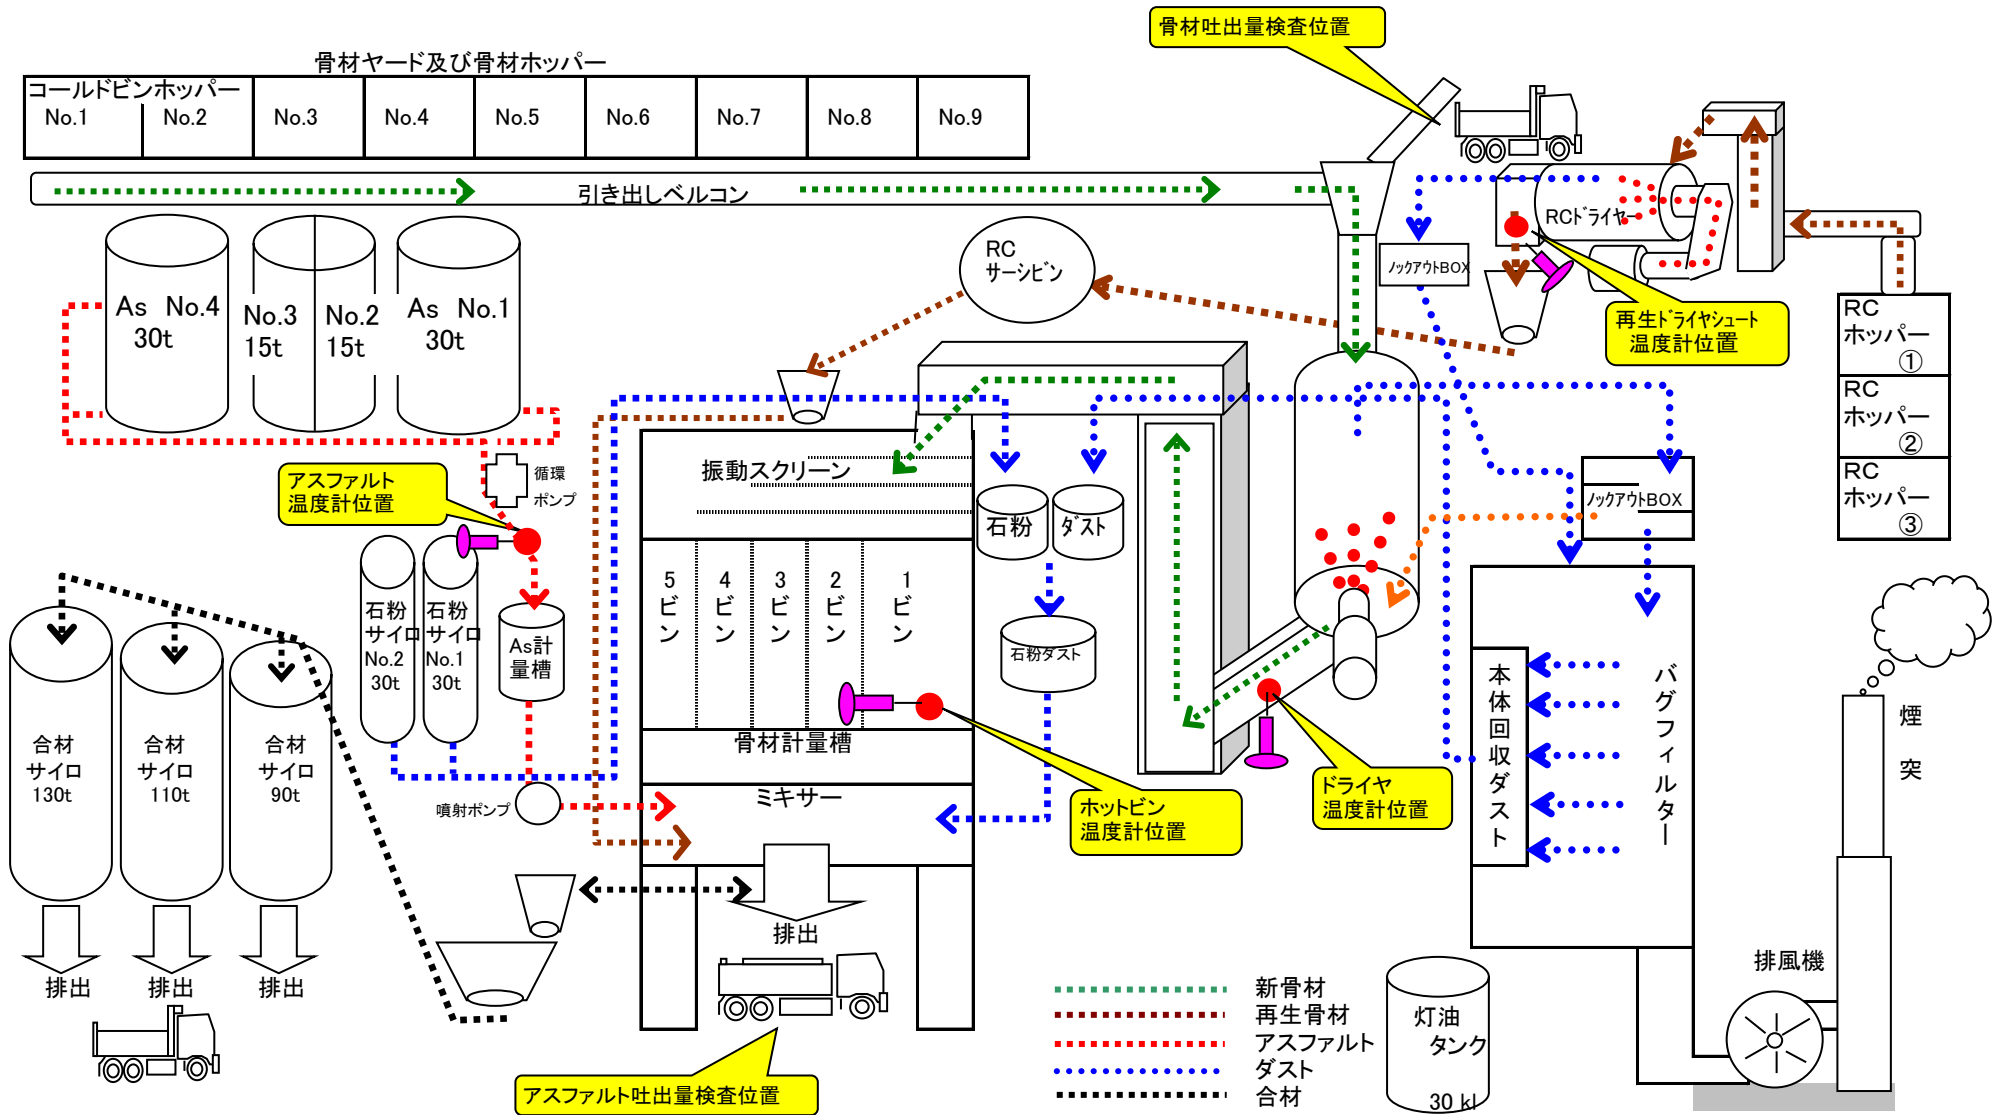 骨材吐出量検査位置
骨材ヤード及び骨材ホッパー
コールドビンホッパー
No.1
No.2
No.3
No.4
No.5
No.6
No.7
No.8
No.9
引き出しベルコン
RCﾄﾞﾗｲﾔｰ
ﾉｯｸｱｳﾄBOX
RC
サーシビン
再生ﾄﾞﾗｲﾔｼｭｰﾄ
温度計位置
RC
ホッパー
①
RC
ホッパー
②
RC
ホッパー
③
As No.4
30t
No.3
15t
No.2
15t
As No.1
30t
循環
ポンプ
アスファルト
温度計位置
振動スクリーン
石粉
ダスト
ﾉｯｸｱｳﾄBOX
5
ビ
ン
4
ビ
ン
3
ビ
ン
2
ビ
ン
1
ビ
ン
石粉
サイロ
No.2
30t
石粉
サイロ
No.1
30t
As計
量槽
石粉ダスト
骨材計量槽
ミキサー
噴射ポンプ
合材
サイロ
130t
合材
サイロ
110t
合材
サイロ
90t
ホットビン
温度計位置
ドライヤ
温度計位置
本体回収ダスト
バグフィルター
煙
突
排出
排出
排出
排出
排風機
アスファルト吐出量検査位置
新骨材
再生骨材
アスファルト
ダスト
合材
灯油
タンク
30 kl